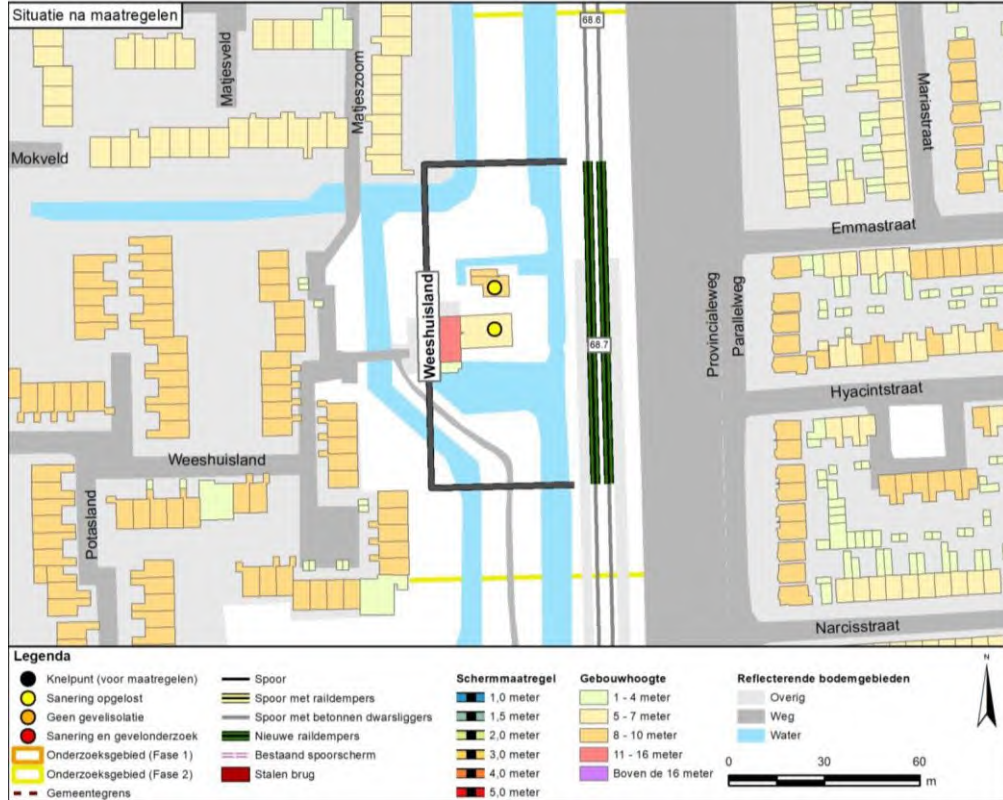 Situatie na maatregelen
68.6
Matjesveld
Matjeszoom
Mariastraat
Mokveld
Emmastraat
Weeshuisland
Provincialeweg
Parallelweg
68.7
Hyacintstraat
Weeshuisland
Potasland
Narcisstraat
Legenda
Knelpunt (voor maatregelen)
Sanering opgelost
Geen gevelisolatie
Sanering en gevelonderzoek
Onderzoeksgebied (Fase 1)
Onderzoeksgebied (Fase 2)
Gemeentegrens
Spoor
Spoor met raildempers
Spoor met betonnen dwarsliggers
Nieuwe raildempers
Bestaand spoorscherm
Stalen brug
Schermmaatregel
1,0 meter
1,5 meter
2,0 meter
3,0 meter
4,0 meter
5,0 meter
Gebouwhoogte
1 - 4 meter
5 - 7 meter
8 - 10 meter
11 - 16 meter
Boven de 16 meter
Reflecterende bodemgebieden
Overig
Weg
Water
N
0 30 60
m